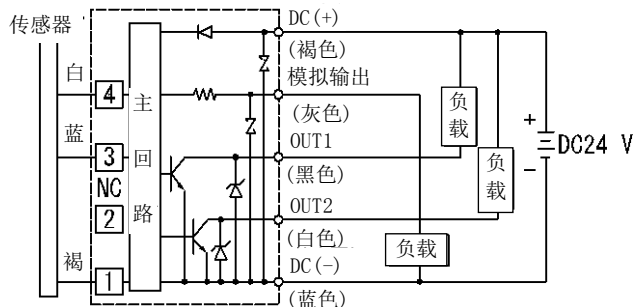 传感器
白
蓝
褐
4
3
NC
2
1
主回路
DC(+)
(褐色)
模拟输出
(灰色)
OUT1
(黑色)
OUT2
(白色)
DC(-)
(蓝色)
负载
负载
负载
+
-
DC24 V